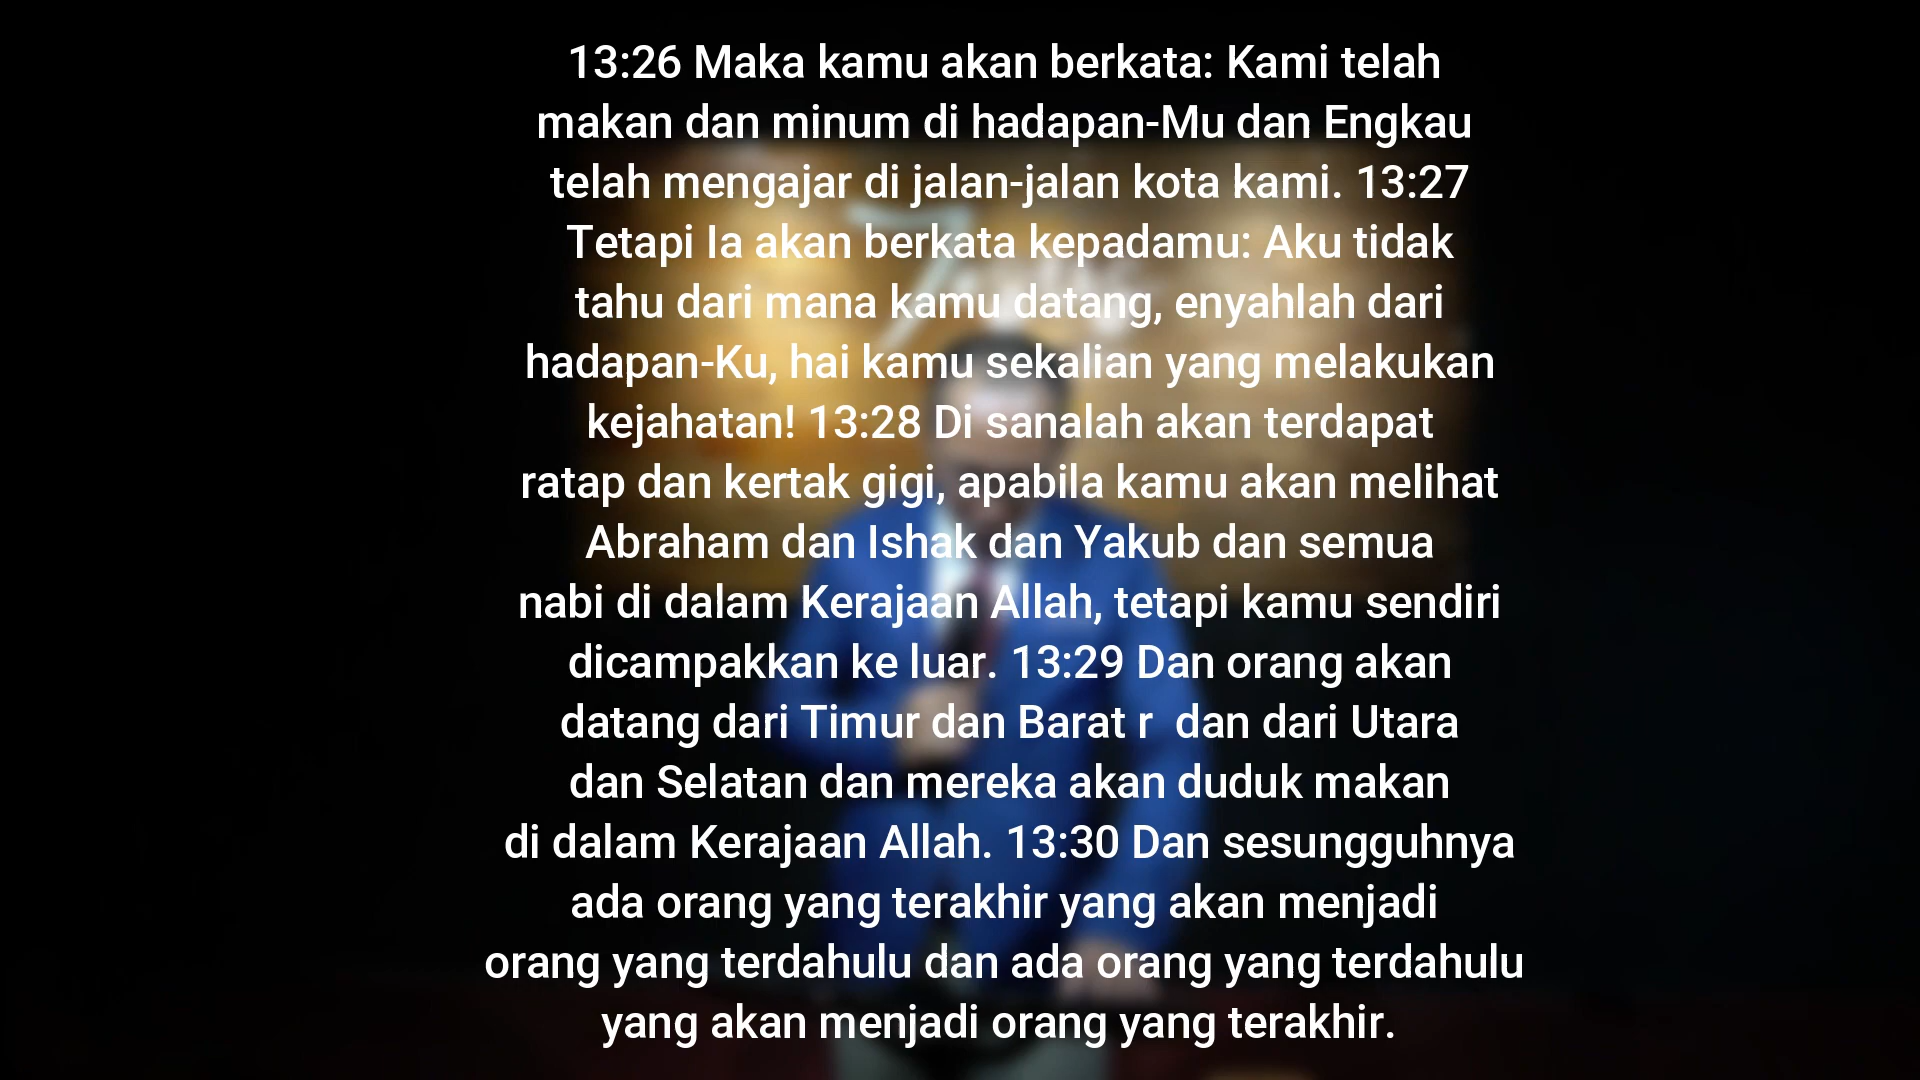 13:26 Maka kamu akan berkata: Kami telah
makan dan minum di hadapan-Mu dan Engkau
telah mengajar di jalan-jalan kota kami. 13:27
Tetapi Ia akan berkata kepadamu: Aku tidak
tahu dari mana kamu datang, enyahlah dari
hadapan-Ku, hai kamu sekalian yang melakukan
kejahatan! 13:28 Di sanalah akan terdapat
ratap dan kertak gigi, apabila kamu akan melihat
Abraham dan Ishak dan Yakub dan semua
nabi di dalam Kerajaan Allah, tetapi kamu sendiri
dicampakkan ke luar. 13:29 Dan orang akan
datang dari Timur dan Barat r  dan dari Utara
dan Selatan dan mereka akan duduk makan
di dalam Kerajaan Allah. 13:30 Dan sesungguhnya
ada orang yang terakhir yang akan menjadi
orang yang terdahulu dan ada orang yang terdahulu
yang akan menjadi orang yang terakhir.